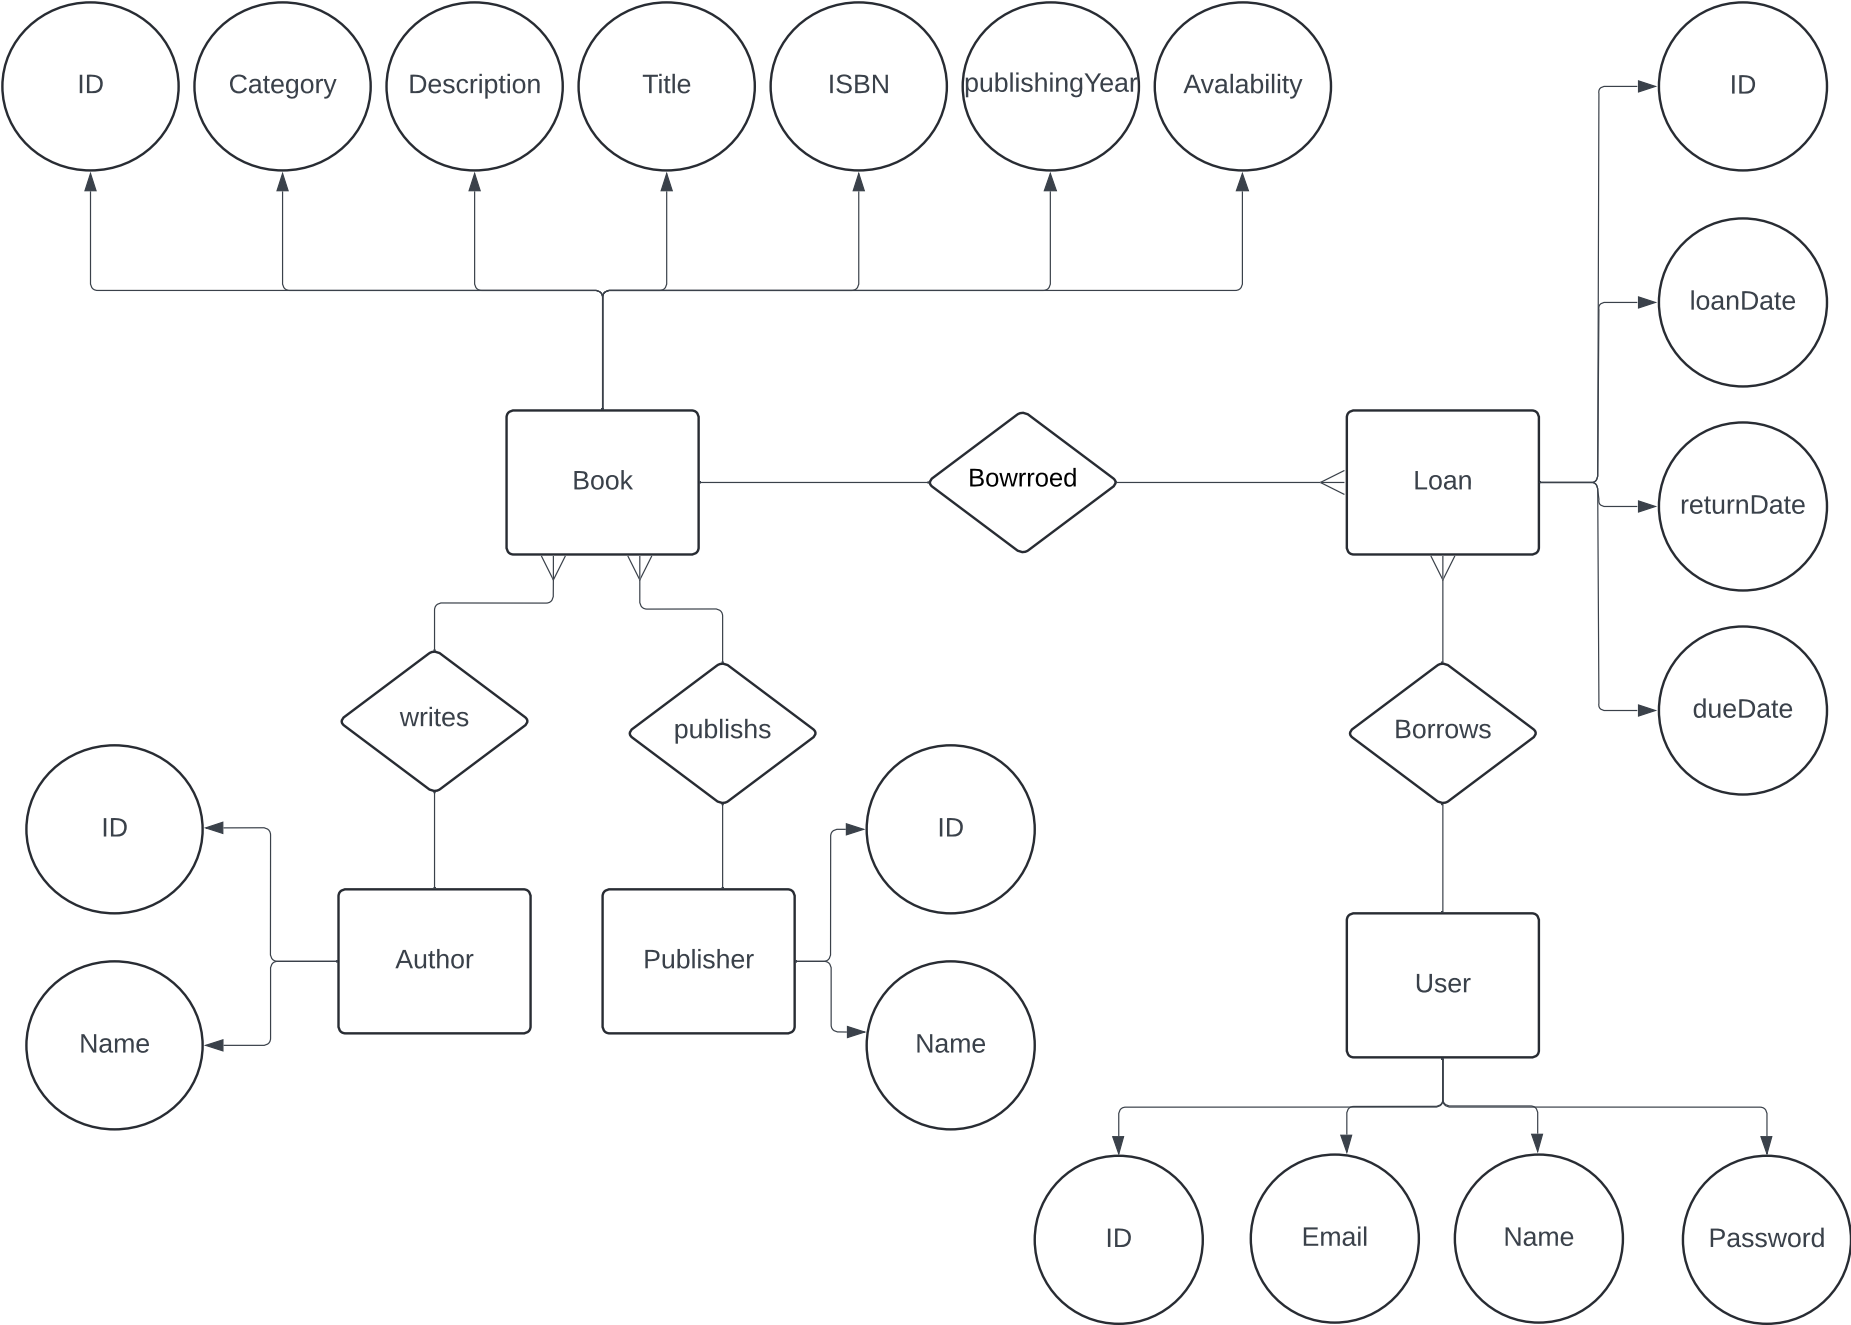 ID
Category
Description
Title
ISBN
publishingYear
Avalability
ID
loanDate
Book
Bowrroed
Loan
returnDate
writes
publishs
Borrows
dueDate
ID
ID
Author
Publisher
User
Name
Name
ID
Email
Name
Password